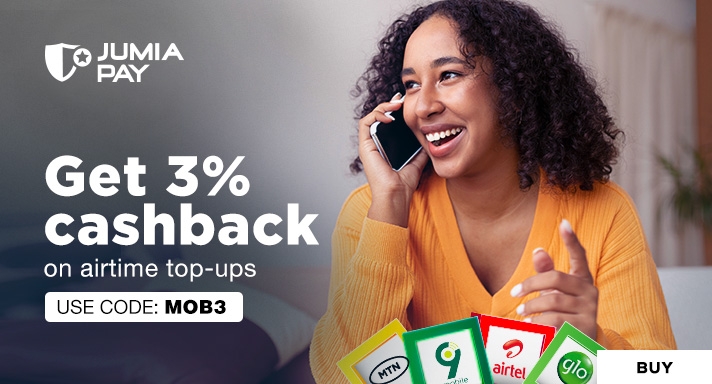 JUMIA
PAY
Get 3%
cashback
on airtime top-ups
USE CODE: MOB3
MTN
9
mobile
airtel
glo
BUY